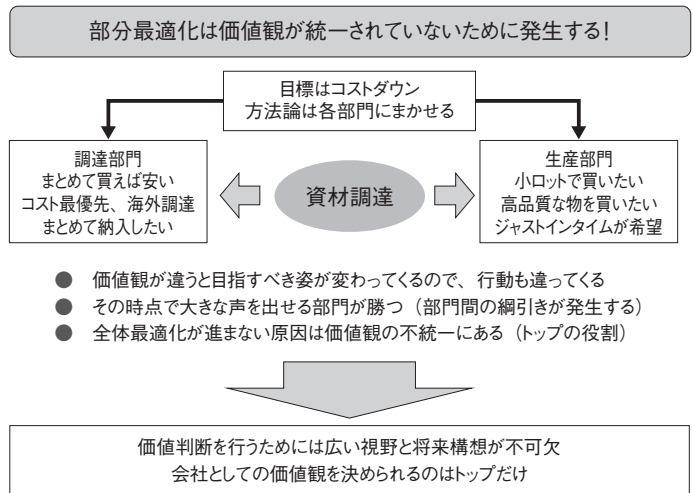 部分最適化は価値観が統一されていないために発生する!
目標はコストダウン
方法論は各部門にまかせる
調達部門
まとめて買えば安い
コスト最優先、海外調達
まとめて納入したい
資材調達
生産部門
小ロットで買いたい
高品質な物を買いたい
ジャストインタイムが希望
● 価値観が違うと目指すべき姿が変わってくるので、行動も違ってくる
● その時点で大きな声を出せる部門が勝つ(部門間の綱引きが発生する)
● 全体最適化が進まない原因は価値観の不統一にある(トップの役割)
価値判断を行うためには広い視野と将来構想が不可欠
会社としての価値観を決められるのはトップだけ